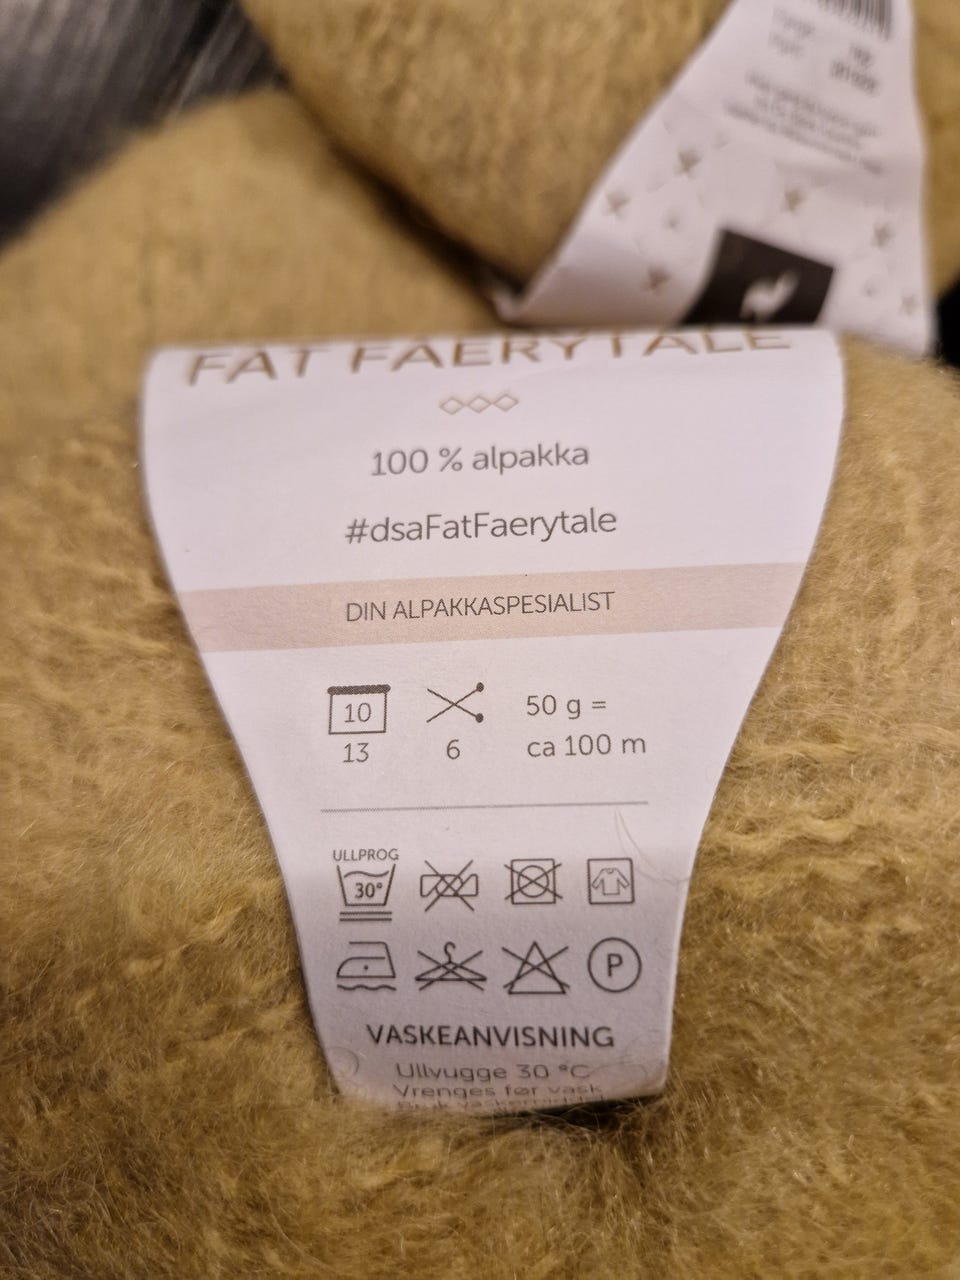 FAT FAERYTALE
100 % alpakka
#dsaFatFaerytale
DIN ALPAKKASPESIALIST
10
13
6
50 g =
ca 100 m
ULLPROG
30°
P
VASKEANVISNING
Ullvugge 30 °C
Vrenges før vask
Bruk